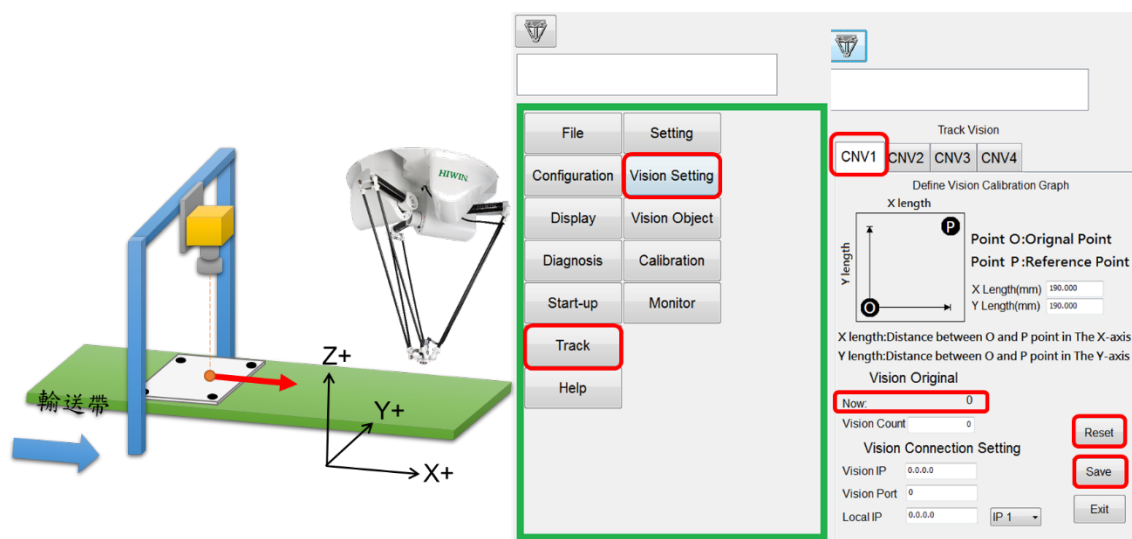 輸送帶
Z+
Y+
X+
HIWIN
File
Setting
Configuration
Vision Setting
Display
Vision Object
Diagnosis
Calibration
Start-up
Monitor
Track
Help
Track Vision
CNV1
CNV2
CNV3
CNV4
Define Vision Calibration Graph
X length
Y length
P
O
Point O:Orignal Point
Point P :Reference Point
X Length(mm) 190.000
Y Length(mm) 190.000
X length:Distance between O and P point in The X-axis
Y length:Distance between O and P point in The Y-axis
Vision Original
Now: 0
Vision Count 0
Reset
Vision Connection Setting
Vision IP 0.0.0.0
Save
Vision Port 0
Local IP 0.0.0.0 IP 1
Exit